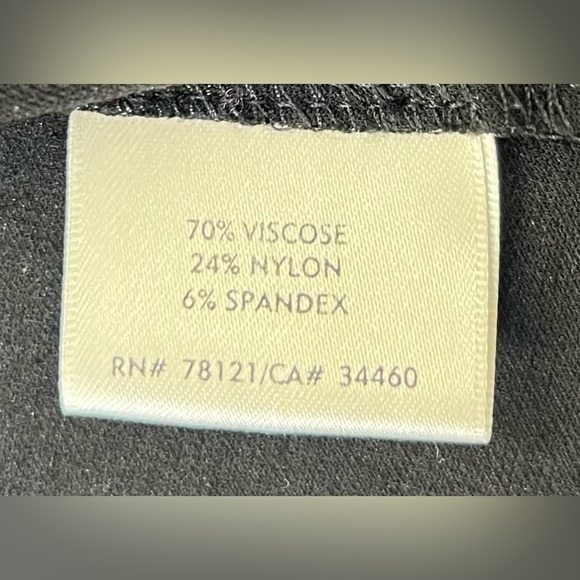 70% VISCOSE
24% NYLON
6% SPANDEX
RN# 78121/CA# 34460